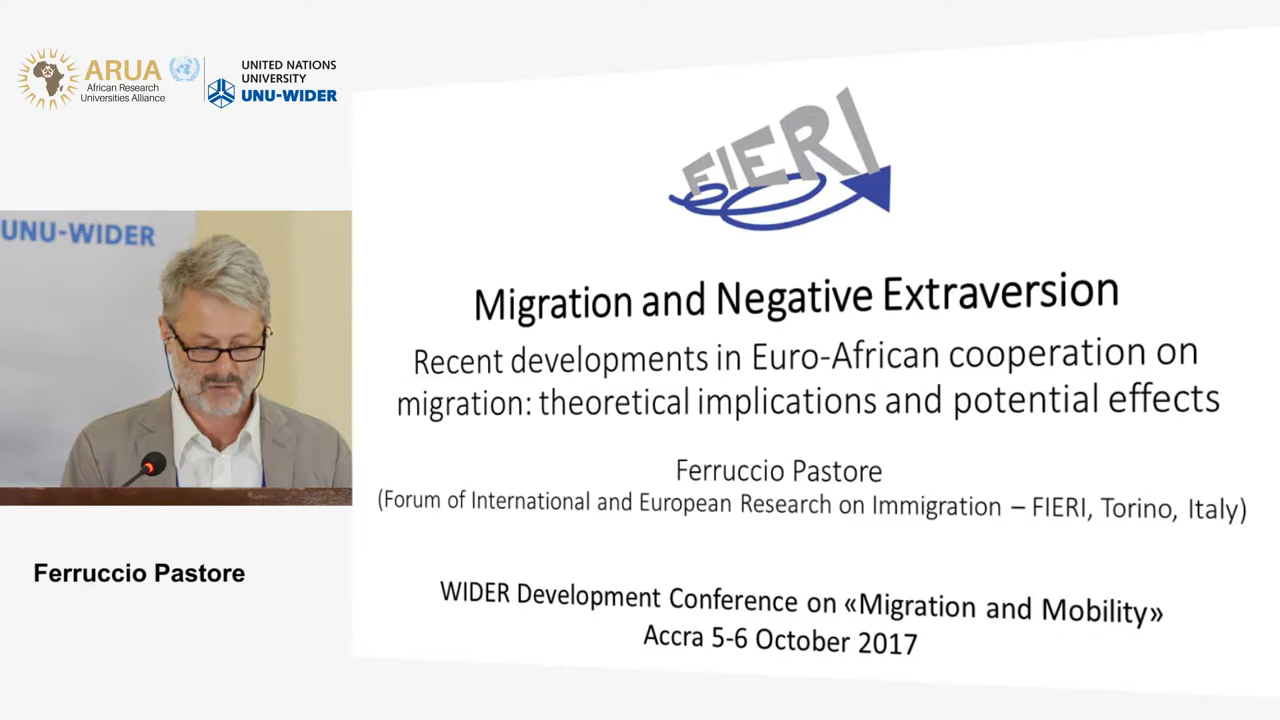 ARUA
African Research
Universities Alliance
UNITED NATIONS
UNIVERSITY
UNU-WIDER
UNU-WIDER
Ferruccio Pastore
FIERI
Migration and Negative Extraversion
Recent developments in Euro-African cooperation on
migration: theoretical implications and potential effects
Ferruccio Pastore
(Forum of International and European Research on Immigration – FIERI, Torino, Italy)
WIDER Development Conference on «Migration and Mobility»
Accra 5-6 October 2017